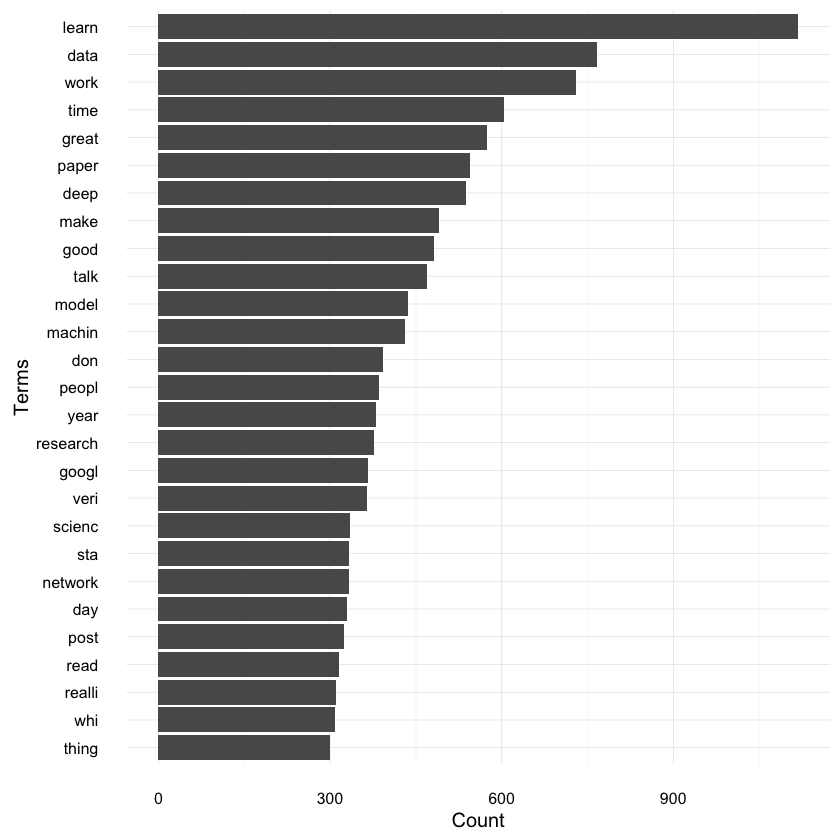 learn
data
work
time
great
paper
deep
make
good
talk
model
machin
don
peopl
year
research
googl
veri
scienc
sta
network
day
post
read
realli
whi
thing
Terms
0 300 600 900
Count